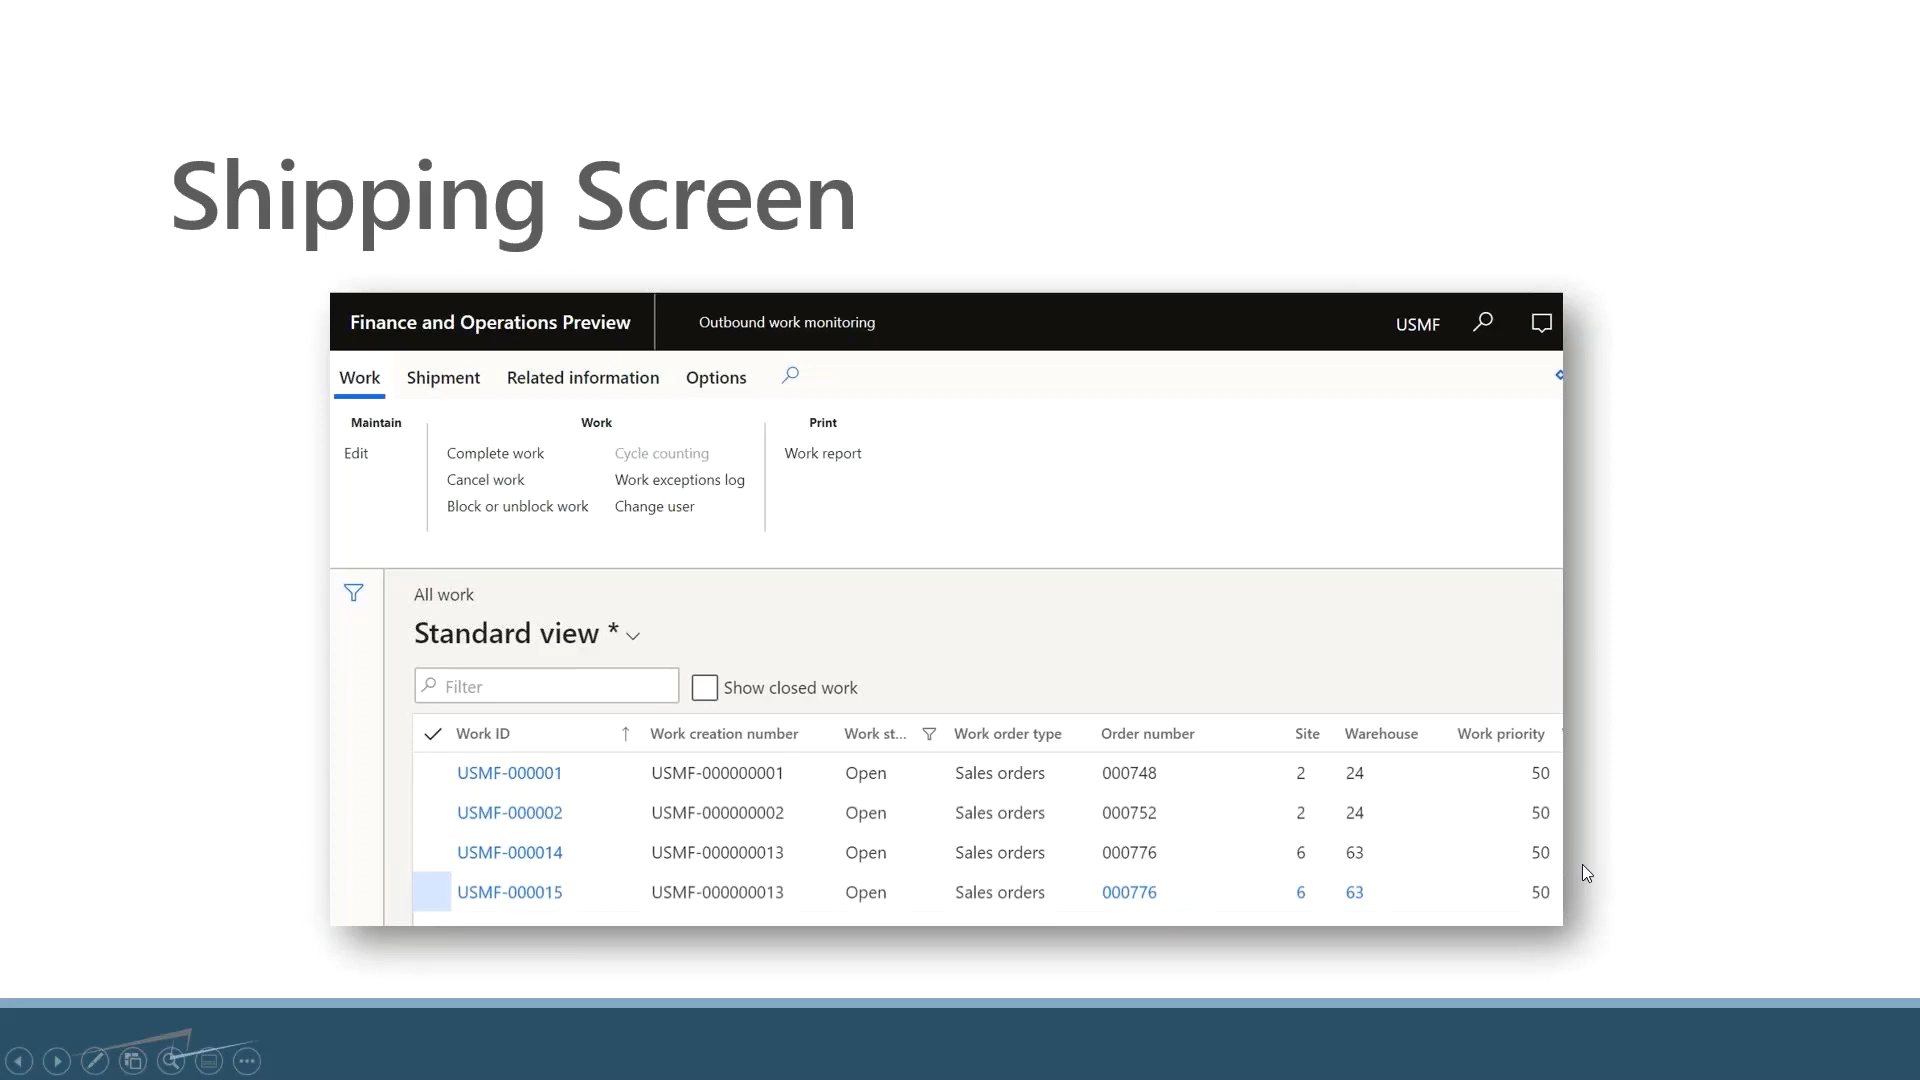 Shipping Screen
Finance and Operations Preview Outbound work monitoring USMF
Work Shipment Related information Options
Maintain Work Print
Edit Complete work Cycle counting Work report
Cancel work Work exceptions log
Block or unblock work Change user
All work
Standard view *
Filter Show closed work
Work ID Work creation number Work st... Work order type Order number Site Warehouse Work priority
USMF-000001 USMF-000000001 Open Sales orders 000748 2 24 50
USMF-000002 USMF-000000002 Open Sales orders 000752 2 24 50
USMF-000014 USMF-000000013 Open Sales orders 000776 6 63 50
USMF-000015 USMF-000000013 Open Sales orders 000776 6 63 50